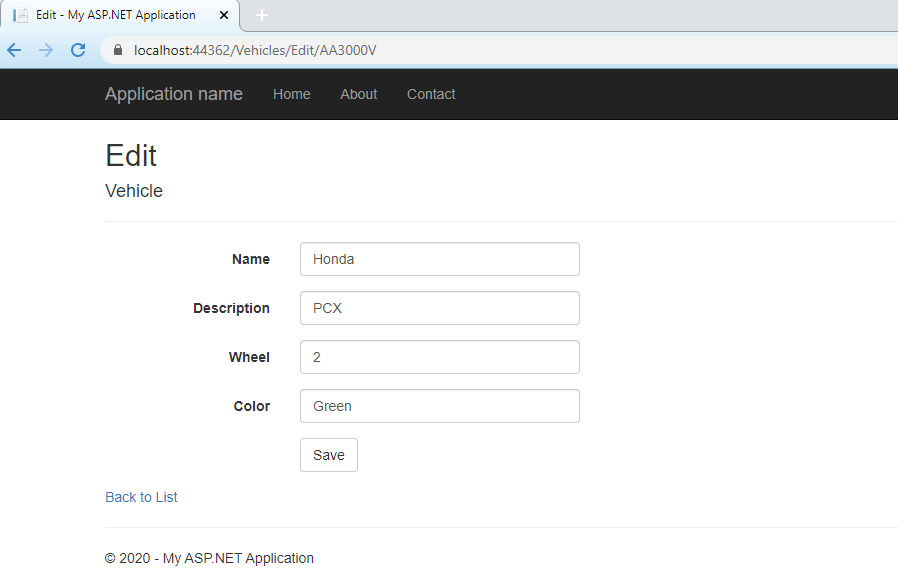 Edit - My ASP.NET Application
localhost:44362/Vehicles/Edit/AA3000V
Application name Home About Contact
Edit
Vehicle
Name Honda
Description PCX
Wheel 2
Color Green
Save
Back to List
© 2020 - My ASP.NET Application